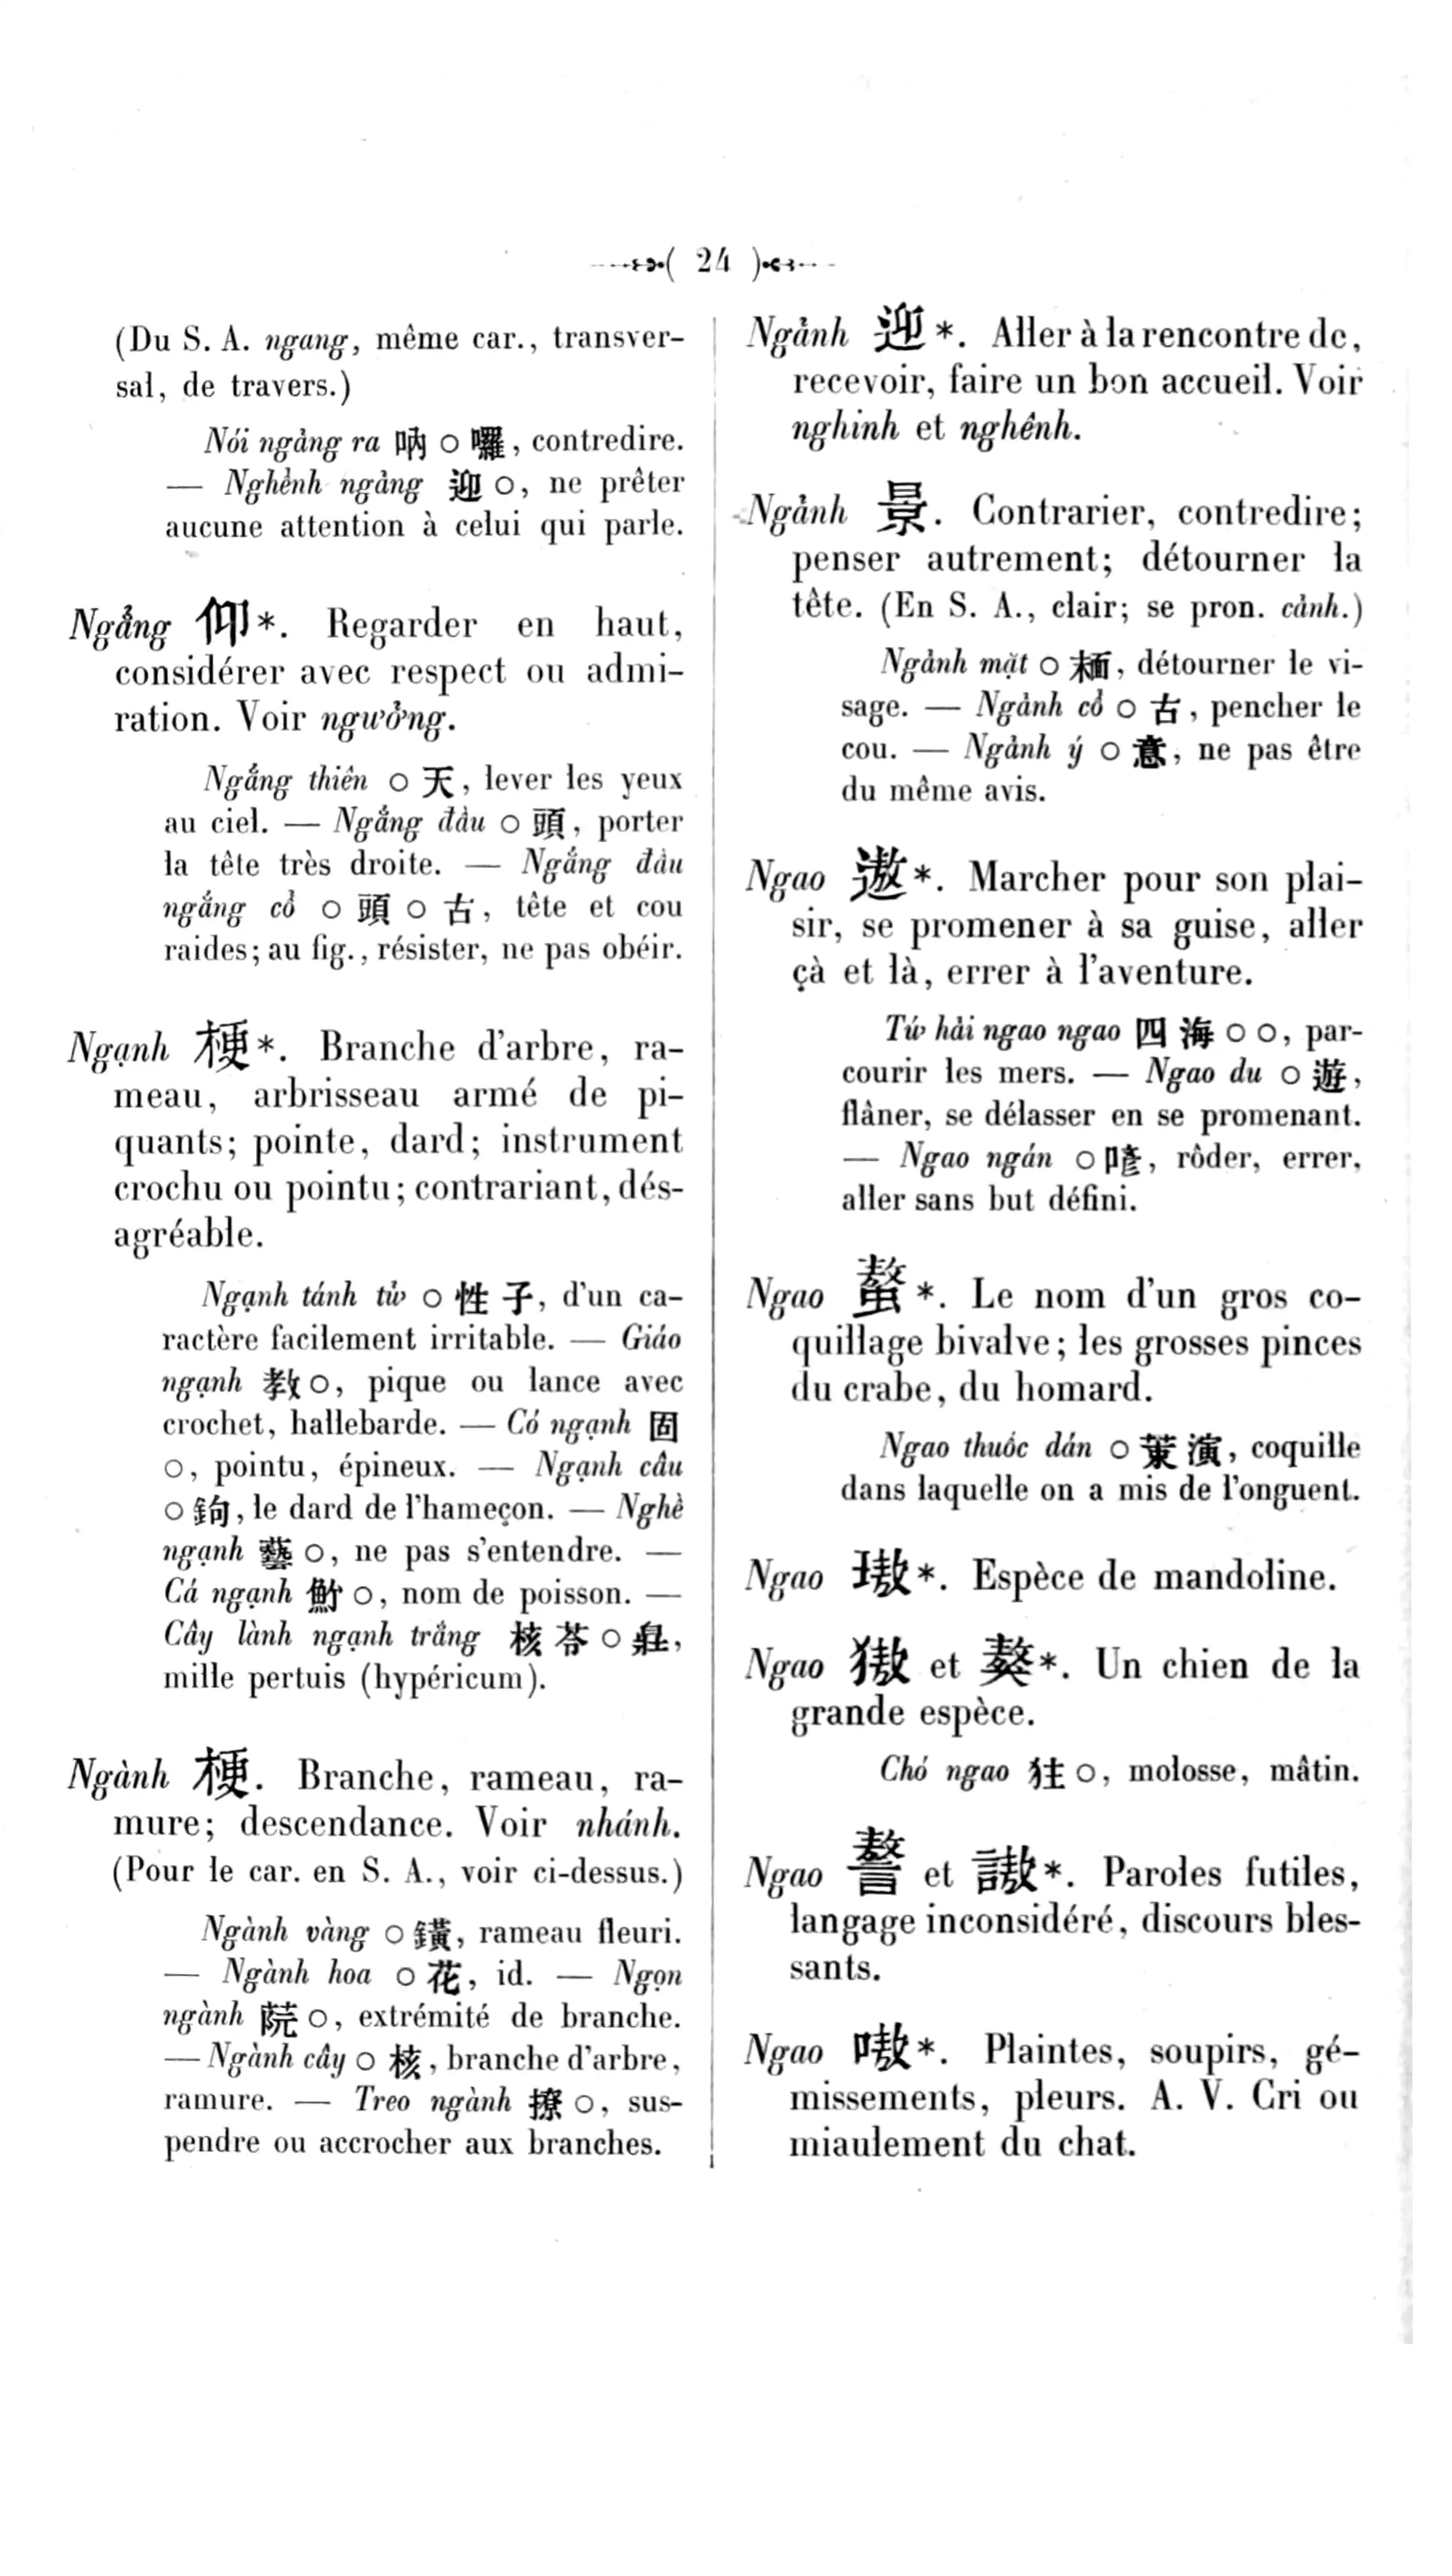 ( 24 )
(Du S. A. ngang, même car., transver-
sal, de travers.)
Nói ngảng ra 吶 ○ 囉, contredire.
— Nghểnh ngảng 迎 ○, ne prêter
aucune attention à celui qui parle.
Ngẩng 仰*. Regarder en haut,
considérer avec respect ou admi-
ration. Voir ngưởng.
Ngẩng thiên ○ 天, lever les yeux
au ciel. — Ngẩng đầu ○ 頭, porter
la tête très droite. — Ngẩng đầu
ngẩng cổ ○ 頭 ○ 古, tête et cou
raides; au fig., résister, ne pas obéir.
Ngạnh 梗*. Branche d'arbre, ra-
meau, arbrisseau armé de pi-
quants; pointe, dard; instrument
crochu ou pointu; contrariant, dés-
agréable.
Ngạnh tánh tử ○ 性 子, d'un ca-
ractère facilement irritable. — Giáo
ngạnh 教 ○, pique ou lance avec
crochet, hallebarde. — Có ngạnh 固
○, pointu, épineux. — Ngạnh câu
○ 鉤, le dard de l'hameçon. — Nghề
ngạnh 藝 ○, ne pas s'entendre. —
Cá ngạnh ○, nom de poisson. —
Cây lành ngạnh trắng 核 苓 ○,
mille pertuis (hypéricum).
Ngành 梗. Branche, rameau, ra-
mure; descendance. Voir nhánh.
(Pour le car. en S. A., voir ci-dessus.)
Ngành vàng ○ 鐄, rameau fleuri.
— Ngành hoa ○ 花, id. — Ngọn
ngành ○, extrémité de branche.
— Ngành cây ○ 核, branche d'arbre,
ramure. — Treo ngành 撩 ○, sus-
pendre ou accrocher aux branches.
Ngảnh 迎*. Aller à la rencontre de,
recevoir, faire un bon accueil. Voir
nghinh et nghênh.
Ngảnh 景. Contrarier, contredire;
penser autrement; détourner la
tête. (En S. A., clair; se pron. cảnh.)
Ngảnh mặt ○ 𩈘, détourner le vi-
sage. — Ngảnh cổ ○ 古, pencher le
cou. — Ngảnh ý ○ 意, ne pas être
du même avis.
Ngao 遨*. Marcher pour son plai-
sir, se promener à sa guise, aller
çà et là, errer à l'aventure.
Tứ hải ngao ngao 四 海 ○ ○, par-
courir les mers. — Ngao du ○ 遊,
flâner, se délasser en se promenant.
— Ngao ngán ○ 喭, rôder, errer,
aller sans but défini.
Ngao 螯*. Le nom d'un gros co-
quillage bivalve; les grosses pinces
du crabe, du homard.
Ngao thuốc dán ○ 葉 演, coquille
dans laquelle on a mis de l'onguent.
Ngao 璈*. Espèce de mandoline.
Ngao 獓 et 獒*. Un chien de la
grande espèce.
Chó ngao 㹥 ○, molosse, mâtin.
Ngao 謷 et 謸*. Paroles futiles,
langage inconsidéré, discours bles-
sants.
Ngao 嗷*. Plaintes, soupirs, gé-
missements, pleurs. A. V. Cri ou
miaulement du chat.